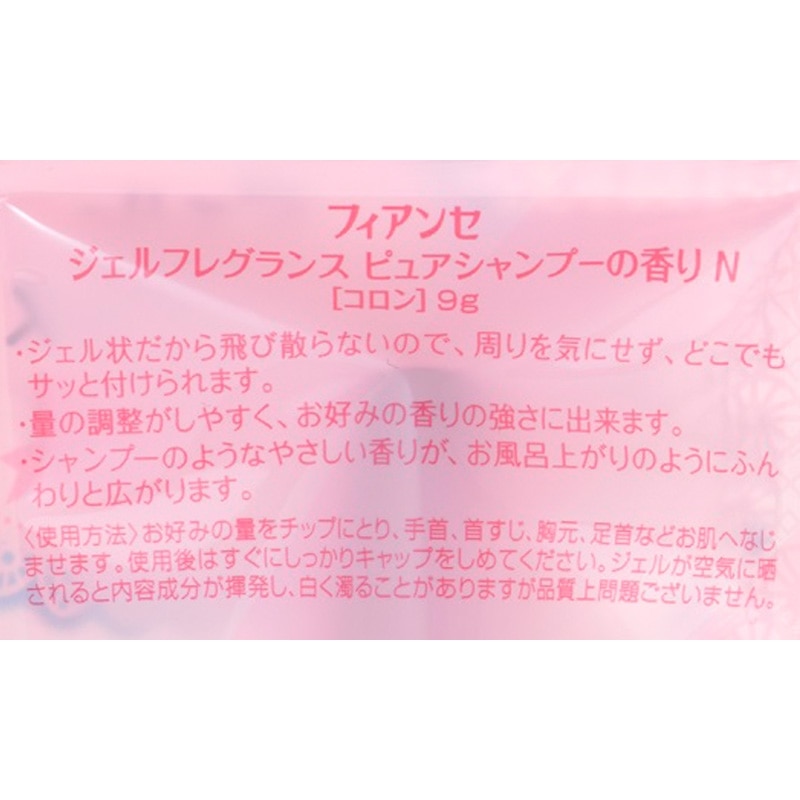 フィアンセ
ジェルフレグランス ピュアシャンプーの香り N
[コロン] 9g
・ジェル状だから飛び散らないので、周りを気にせず、どこでも
サッと付けられます。
・量の調整がしやすく、お好みの香りの強さに出来ます。
・シャンプーのようなやさしい香りが、お風呂上がりのようにふん
わりと広がります。
〈使用方法〉お好みの量をチップにとり、手首、首すじ、胸元、足首などお肌へなじ
ませます。使用後はすぐにしっかりキャップをしめてください。ジェルが空気に晒
されると内容成分が揮発し、白く濁ることがありますが品質上問題ございません。